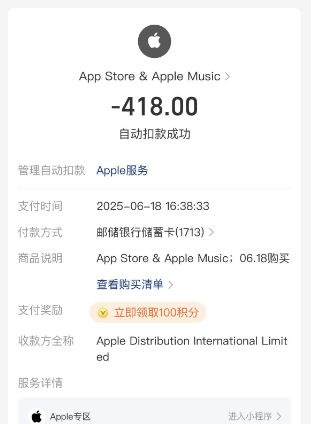 App Store & Apple Music
-418.00
自动扣款成功
管理自动扣款 Apple服务
支付时间 2025-06-18 16:38:33
付款方式 邮储银行储蓄卡(1713)
商品说明 App Store & Apple Music；06.18购买
查看购买清单
支付奖励 立即领取100积分
收款方全称 Apple Distribution International Limit
ed
服务详情
Apple专区 进入小程序